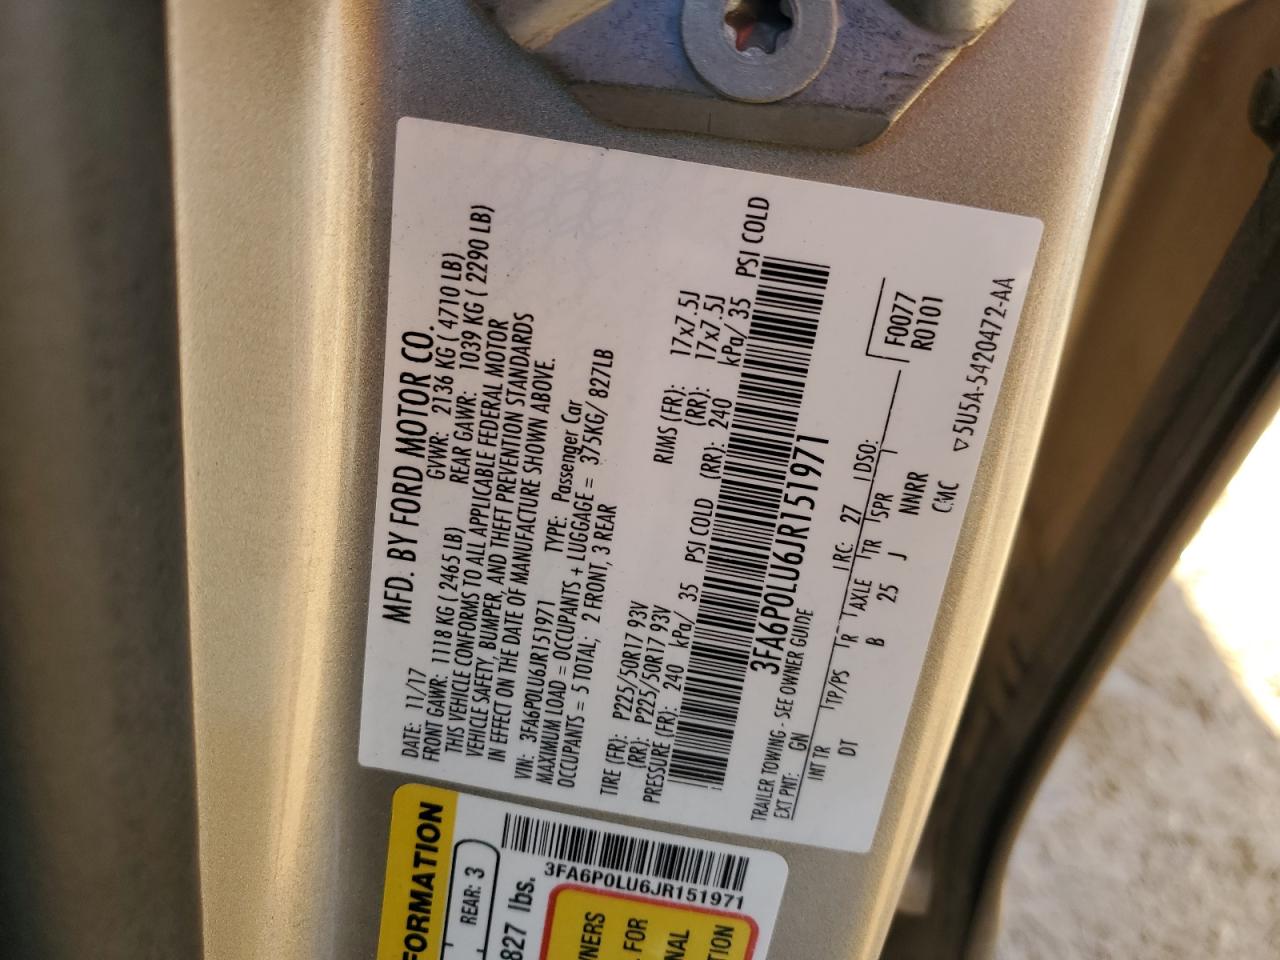 MFD. BY FORD MOTOR CO.
DATE: 11/17 GVWR: 2136 KG ( 4710 LB)
FRONT GAWR: 1118 KG ( 2465 LB) REAR GAWR: 1039 KG ( 2290 LB)
THIS VEHICLE CONFORMS TO ALL APPLICABLE FEDERAL MOTOR
VEHICLE SAFETY, BUMPER, AND THEFT PREVENTION STANDARDS
IN EFFECT ON THE DATE OF MANUFACTURE SHOWN ABOVE.
VIN: 3FA6P0LU6JR151971 TYPE: Passenger Car
MAXIMUM LOAD = OCCUPANTS + LUGGAGE = 375KG/ 827LB
OCCUPANTS = 5 TOTAL; 2 FRONT, 3 REAR
TIRE (FR): P225/50R17 93V RIMS (FR): 17x7.5J
(RR): P225/50R17 93V (RR): 17x7.5J
PRESSURE (FR): 240 kPa/ 35 PSI COLD (RR): 240 kPa/ 35 PSI COLD
3FA6P0LU6JR151971
TRAILER TOWING - SEE OWNER GUIDE
EXT PNT: GN RC: 27 DSO:
F0077
R0101
INT TR TP/PS R AXLE TR SPR
DT B 25 J NNRR
CMC ▽5U5A-5420472-AA
FORMATION
REAR: 3
827 lbs.
3FA6P0LU6JR151971
NERS
FOR
NAL
TION